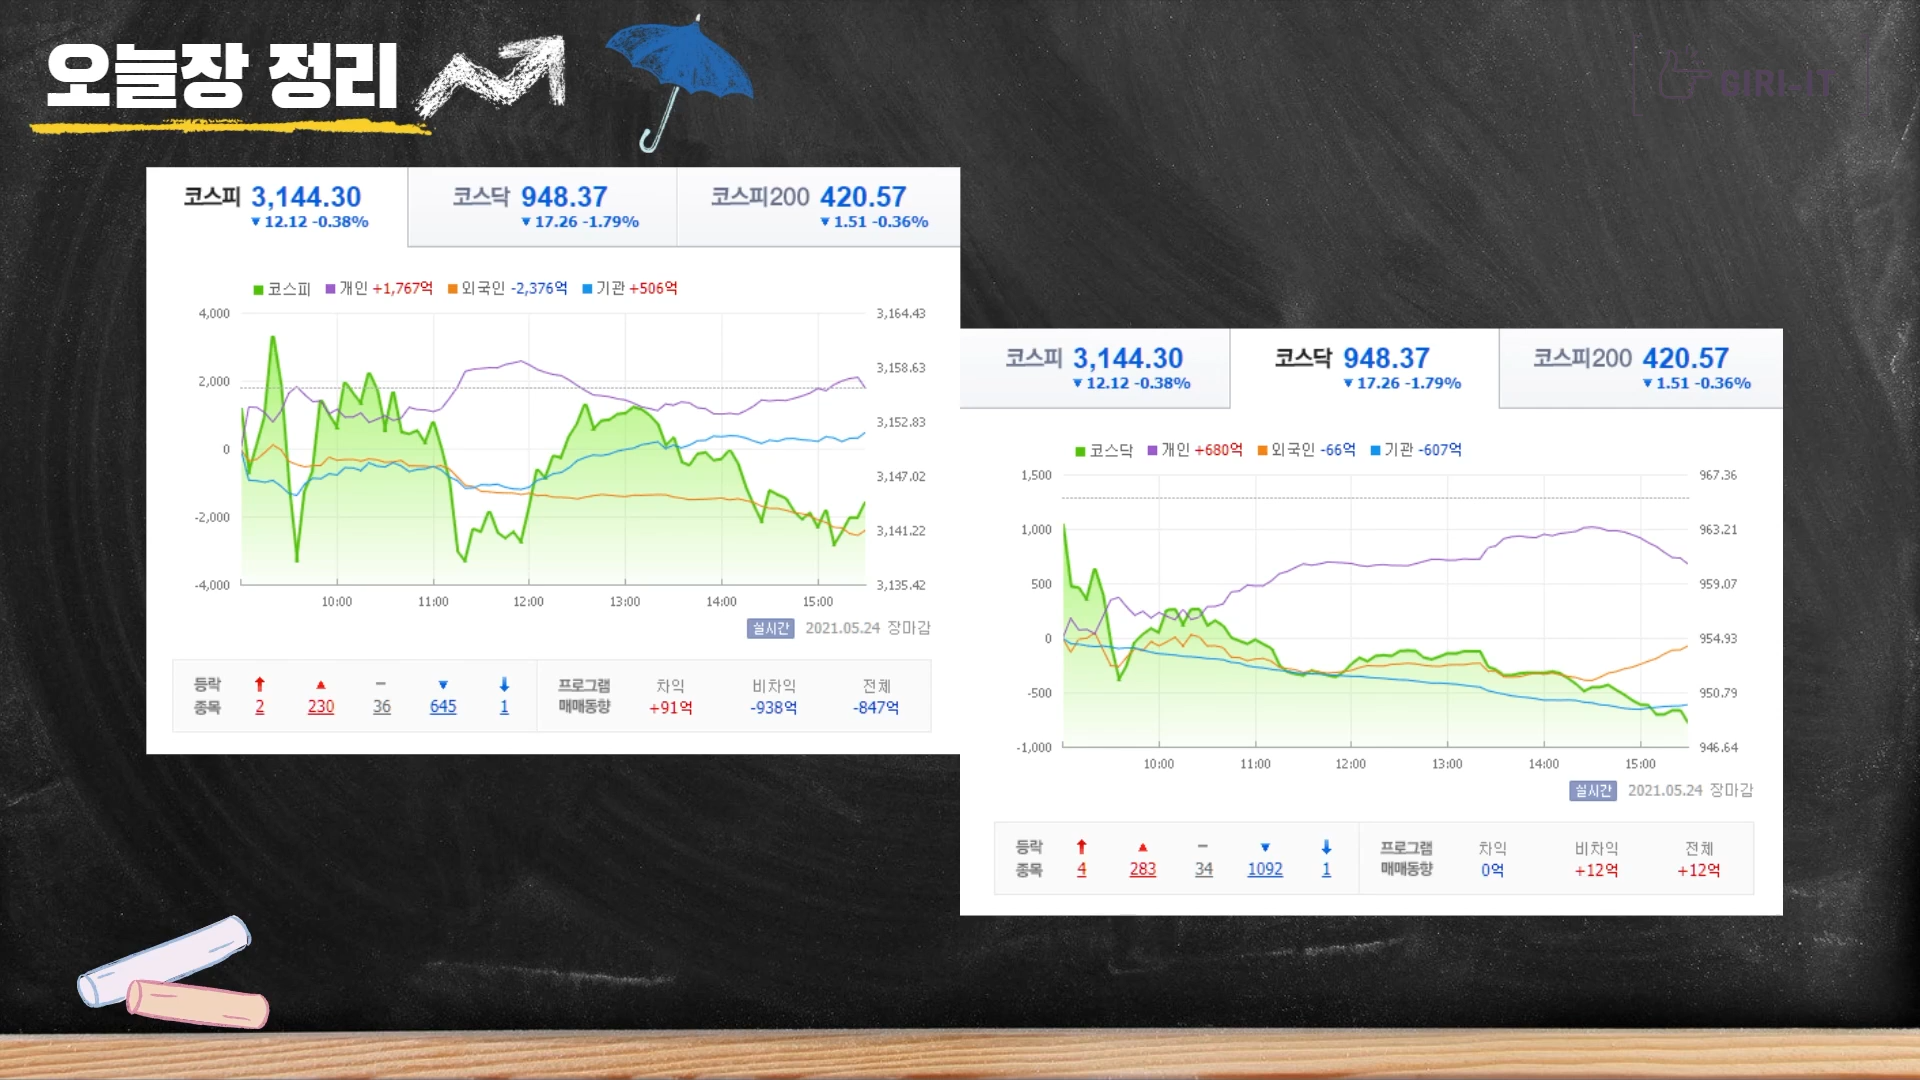 오늘장 정리
GIRI-IT
코스피 3,144.30
▼ 12.12 -0.38%
코스닥 948.37
▼ 17.26 -1.79%
코스피200 420.57
▼ 1.51 -0.36%
코스피 개인 +1,767억 외국인 -2,376억 기관 +506억
4,000 3,164.43
2,000 3,158.63
3,152.83
0
3,147.02
-2,000
3,141.22
-4,000 3,135.42
10:00 11:00 12:00 13:00 14:00 15:00
실시간 2021.05.24 장마감
등락종목 2 230 36 645 1
프로그램 매매동향
차익 비차익 전체
+91억 -938억 -847억
코스피 3,144.30
▼ 12.12 -0.38%
코스닥 948.37
▼ 17.26 -1.79%
코스피200 420.57
▼ 1.51 -0.36%
코스닥 개인 +680억 외국인 -66억 기관 -607억
1,500 967.36
1,000 963.21
500 959.07
0 954.93
-500 950.79
-1,000 946.64
10:00 11:00 12:00 13:00 14:00 15:00
실시간 2021.05.24 장마감
등락종목 4 283 34 1092 1
프로그램 매매동향
차익 비차익 전체
0억 +12억 +12억